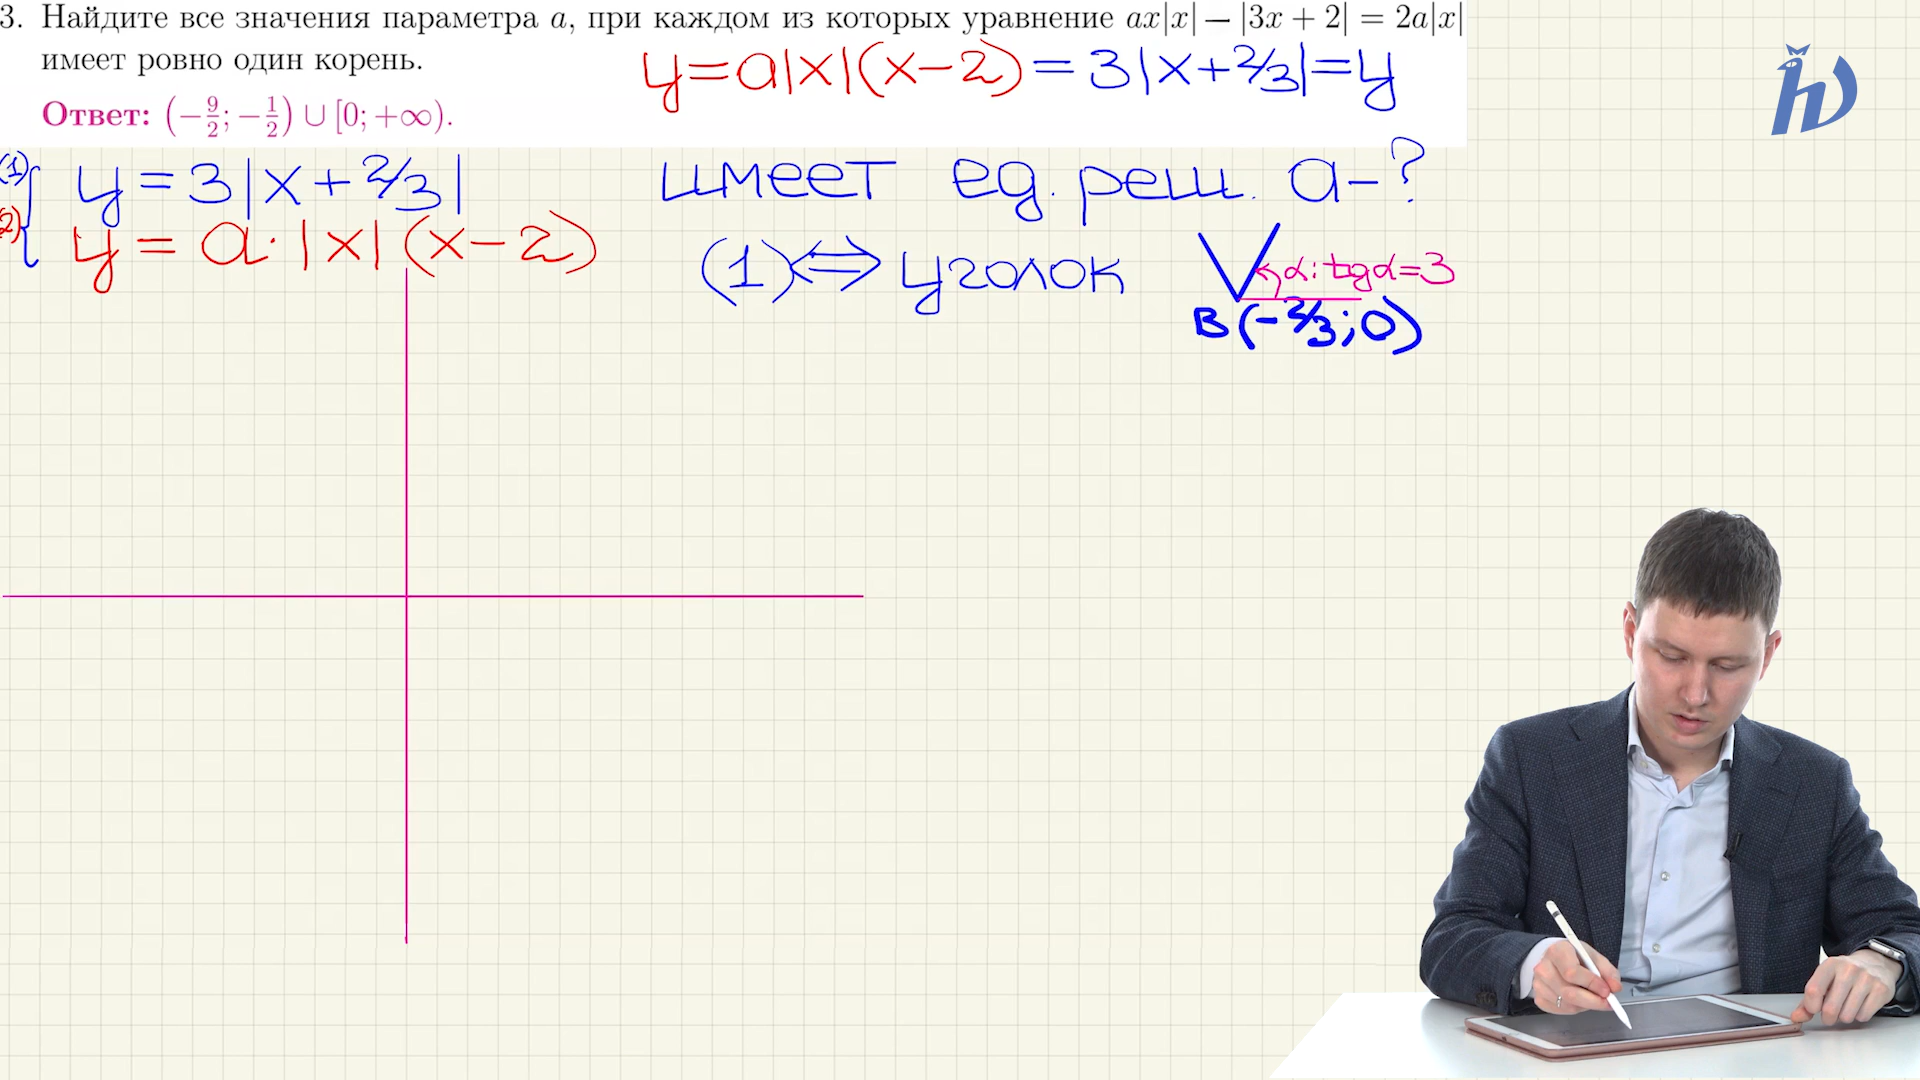 3. Найдите все значения параметра a, при каждом из которых уравнение ax|x| − |3x + 2| = 2a|x|
имеет ровно один корень.
y=a|x|(x−2)=3|x+2/3|=y
Ответ: (−9/2; −1/2) ∪ [0; +∞).
(1) { y=3|x+2/3| имеет ед. реш. a−?
(2) y=a·|x|(x−2) (1)⇔ уголок α: tgα=3
B(−2/3;0)